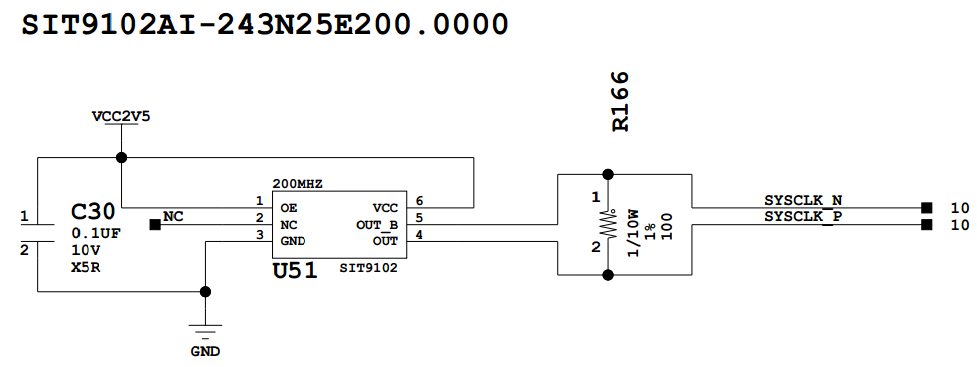 SIT9102AI-243N25E200.0000
R166
VCC2V5
200MHZ
1 C30
0.1UF
10V
X5R
2
NC
1 OE VCC 6
2 NC OUT_B 5
3 GND OUT 4
U51 SIT9102
1
2
1/10W
1%
100
SYSCLK_N 10
SYSCLK_P 10
GND